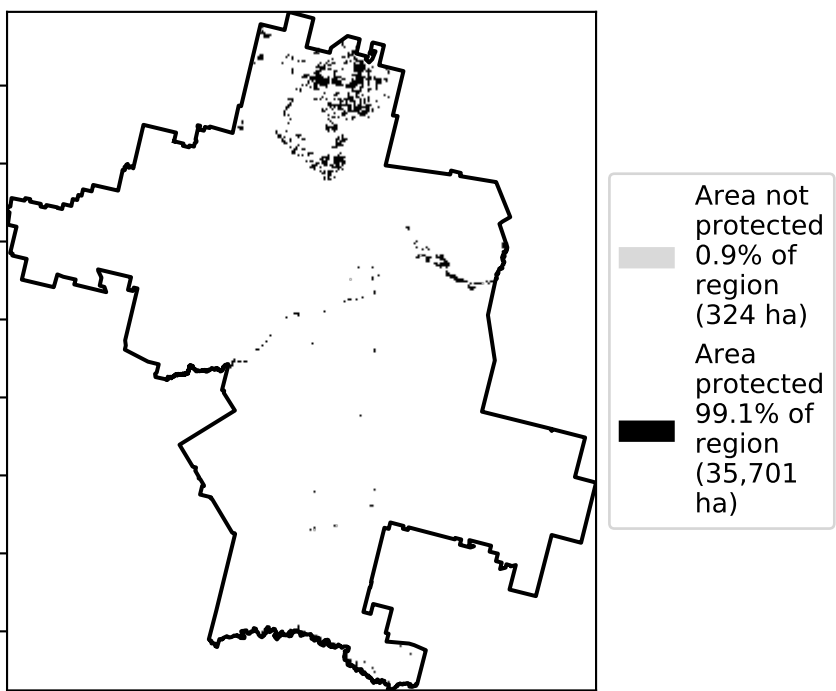 Area not
protected
0.9% of
region
(324 ha)
Area
protected
99.1% of
region
(35,701
ha)